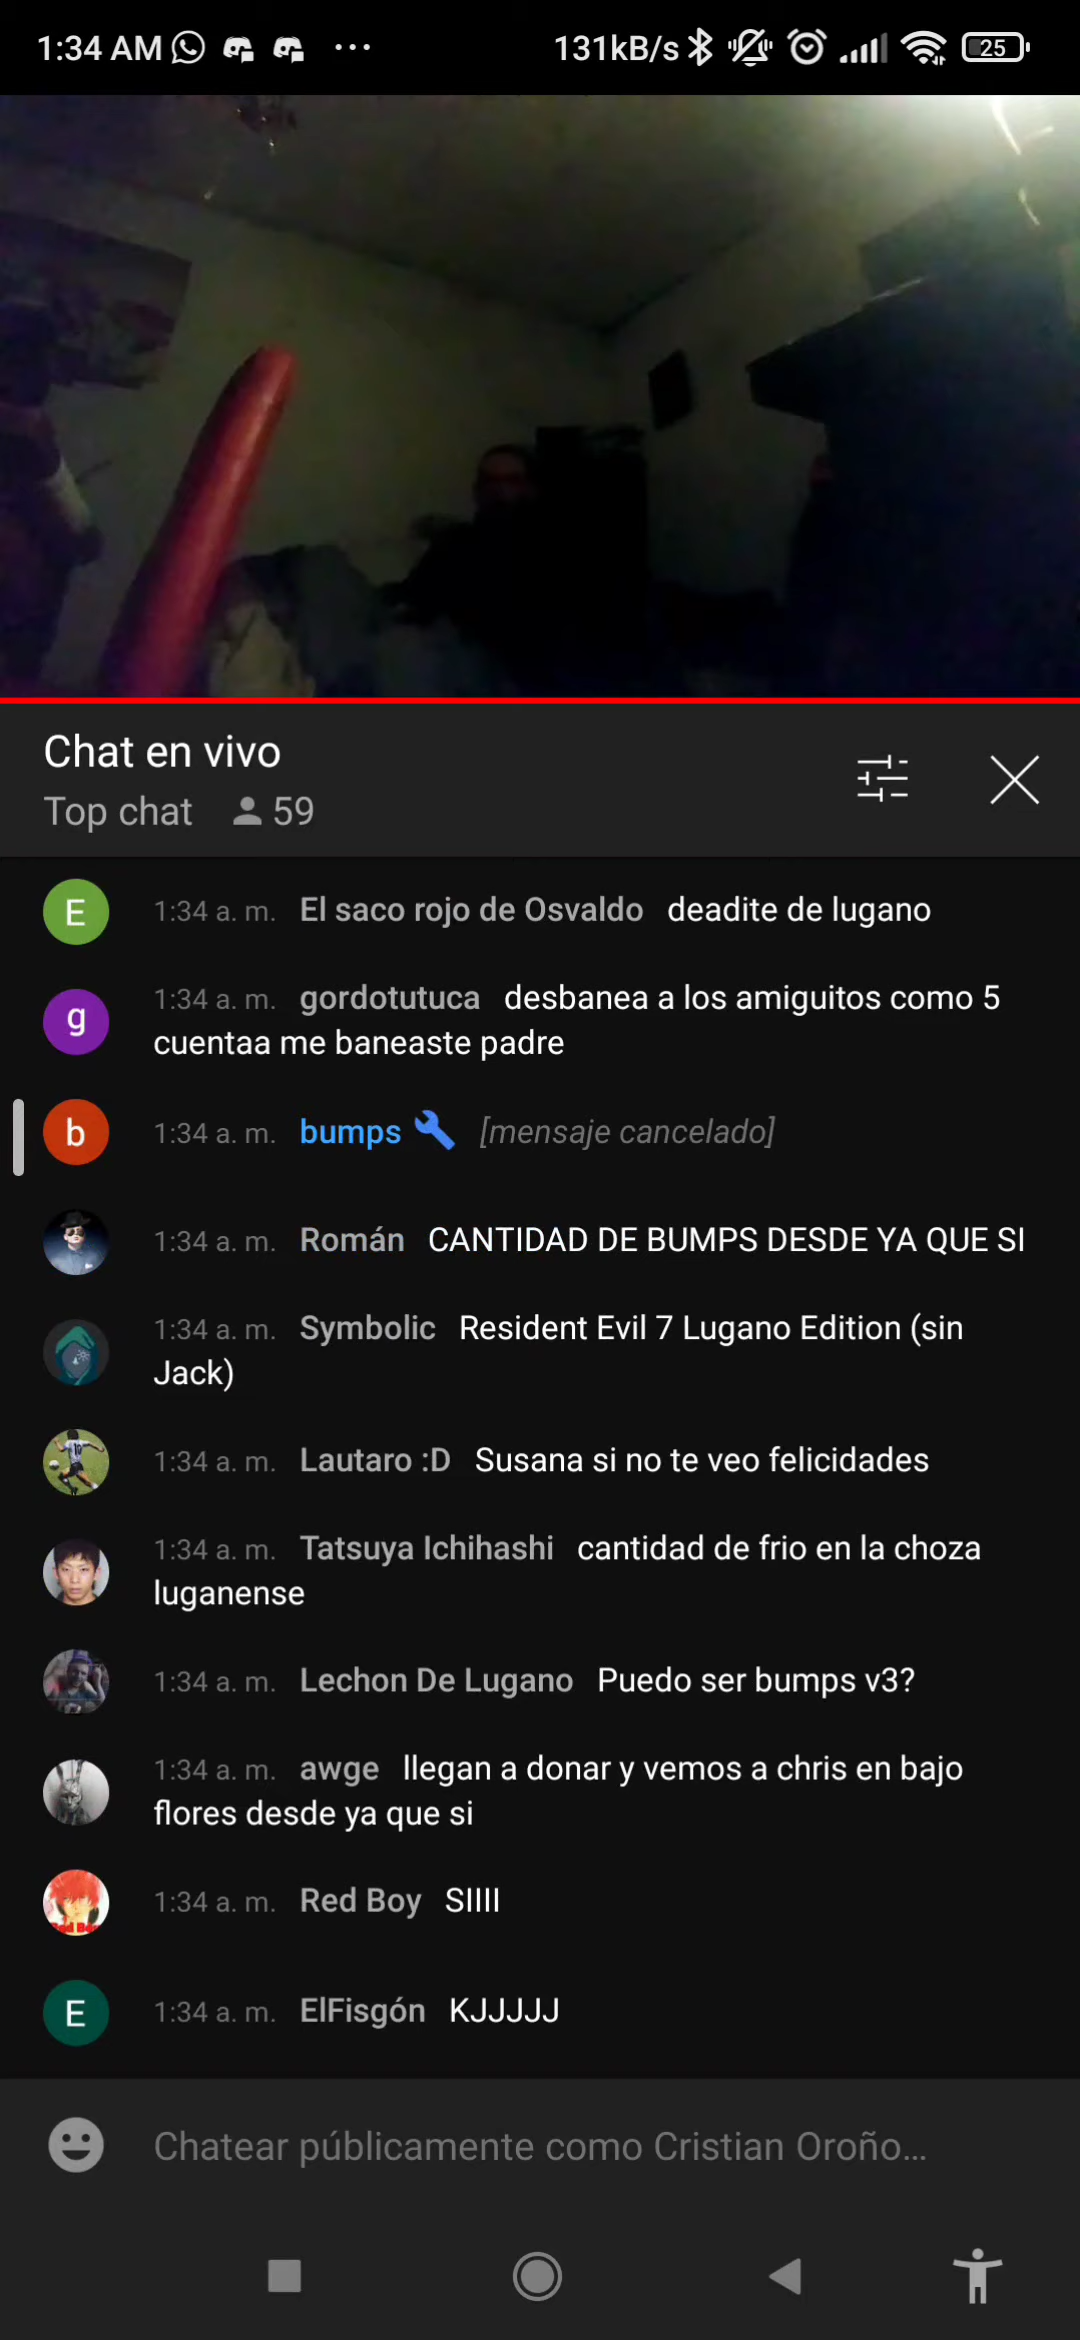 1:34 AM
131kB/s
25
Chat en vivo
Top chat 59
E 1:34 a. m. El saco rojo de Osvaldo deadite de lugano
g 1:34 a. m. gordotutuca desbanea a los amiguitos como 5
cuentaa me baneaste padre
b 1:34 a. m. bumps [mensaje cancelado]
1:34 a. m. Román CANTIDAD DE BUMPS DESDE YA QUE SI
1:34 a. m. Symbolic Resident Evil 7 Lugano Edition (sin
Jack)
1:34 a. m. Lautaro :D Susana si no te veo felicidades
1:34 a. m. Tatsuya Ichihashi cantidad de frio en la choza
luganense
1:34 a. m. Lechon De Lugano Puedo ser bumps v3?
1:34 a. m. awge llegan a donar y vemos a chris en bajo
flores desde ya que si
1:34 a. m. Red Boy SIIII
E 1:34 a. m. ElFisgón KJJJJJ
Chatear públicamente como Cristian Oroño...